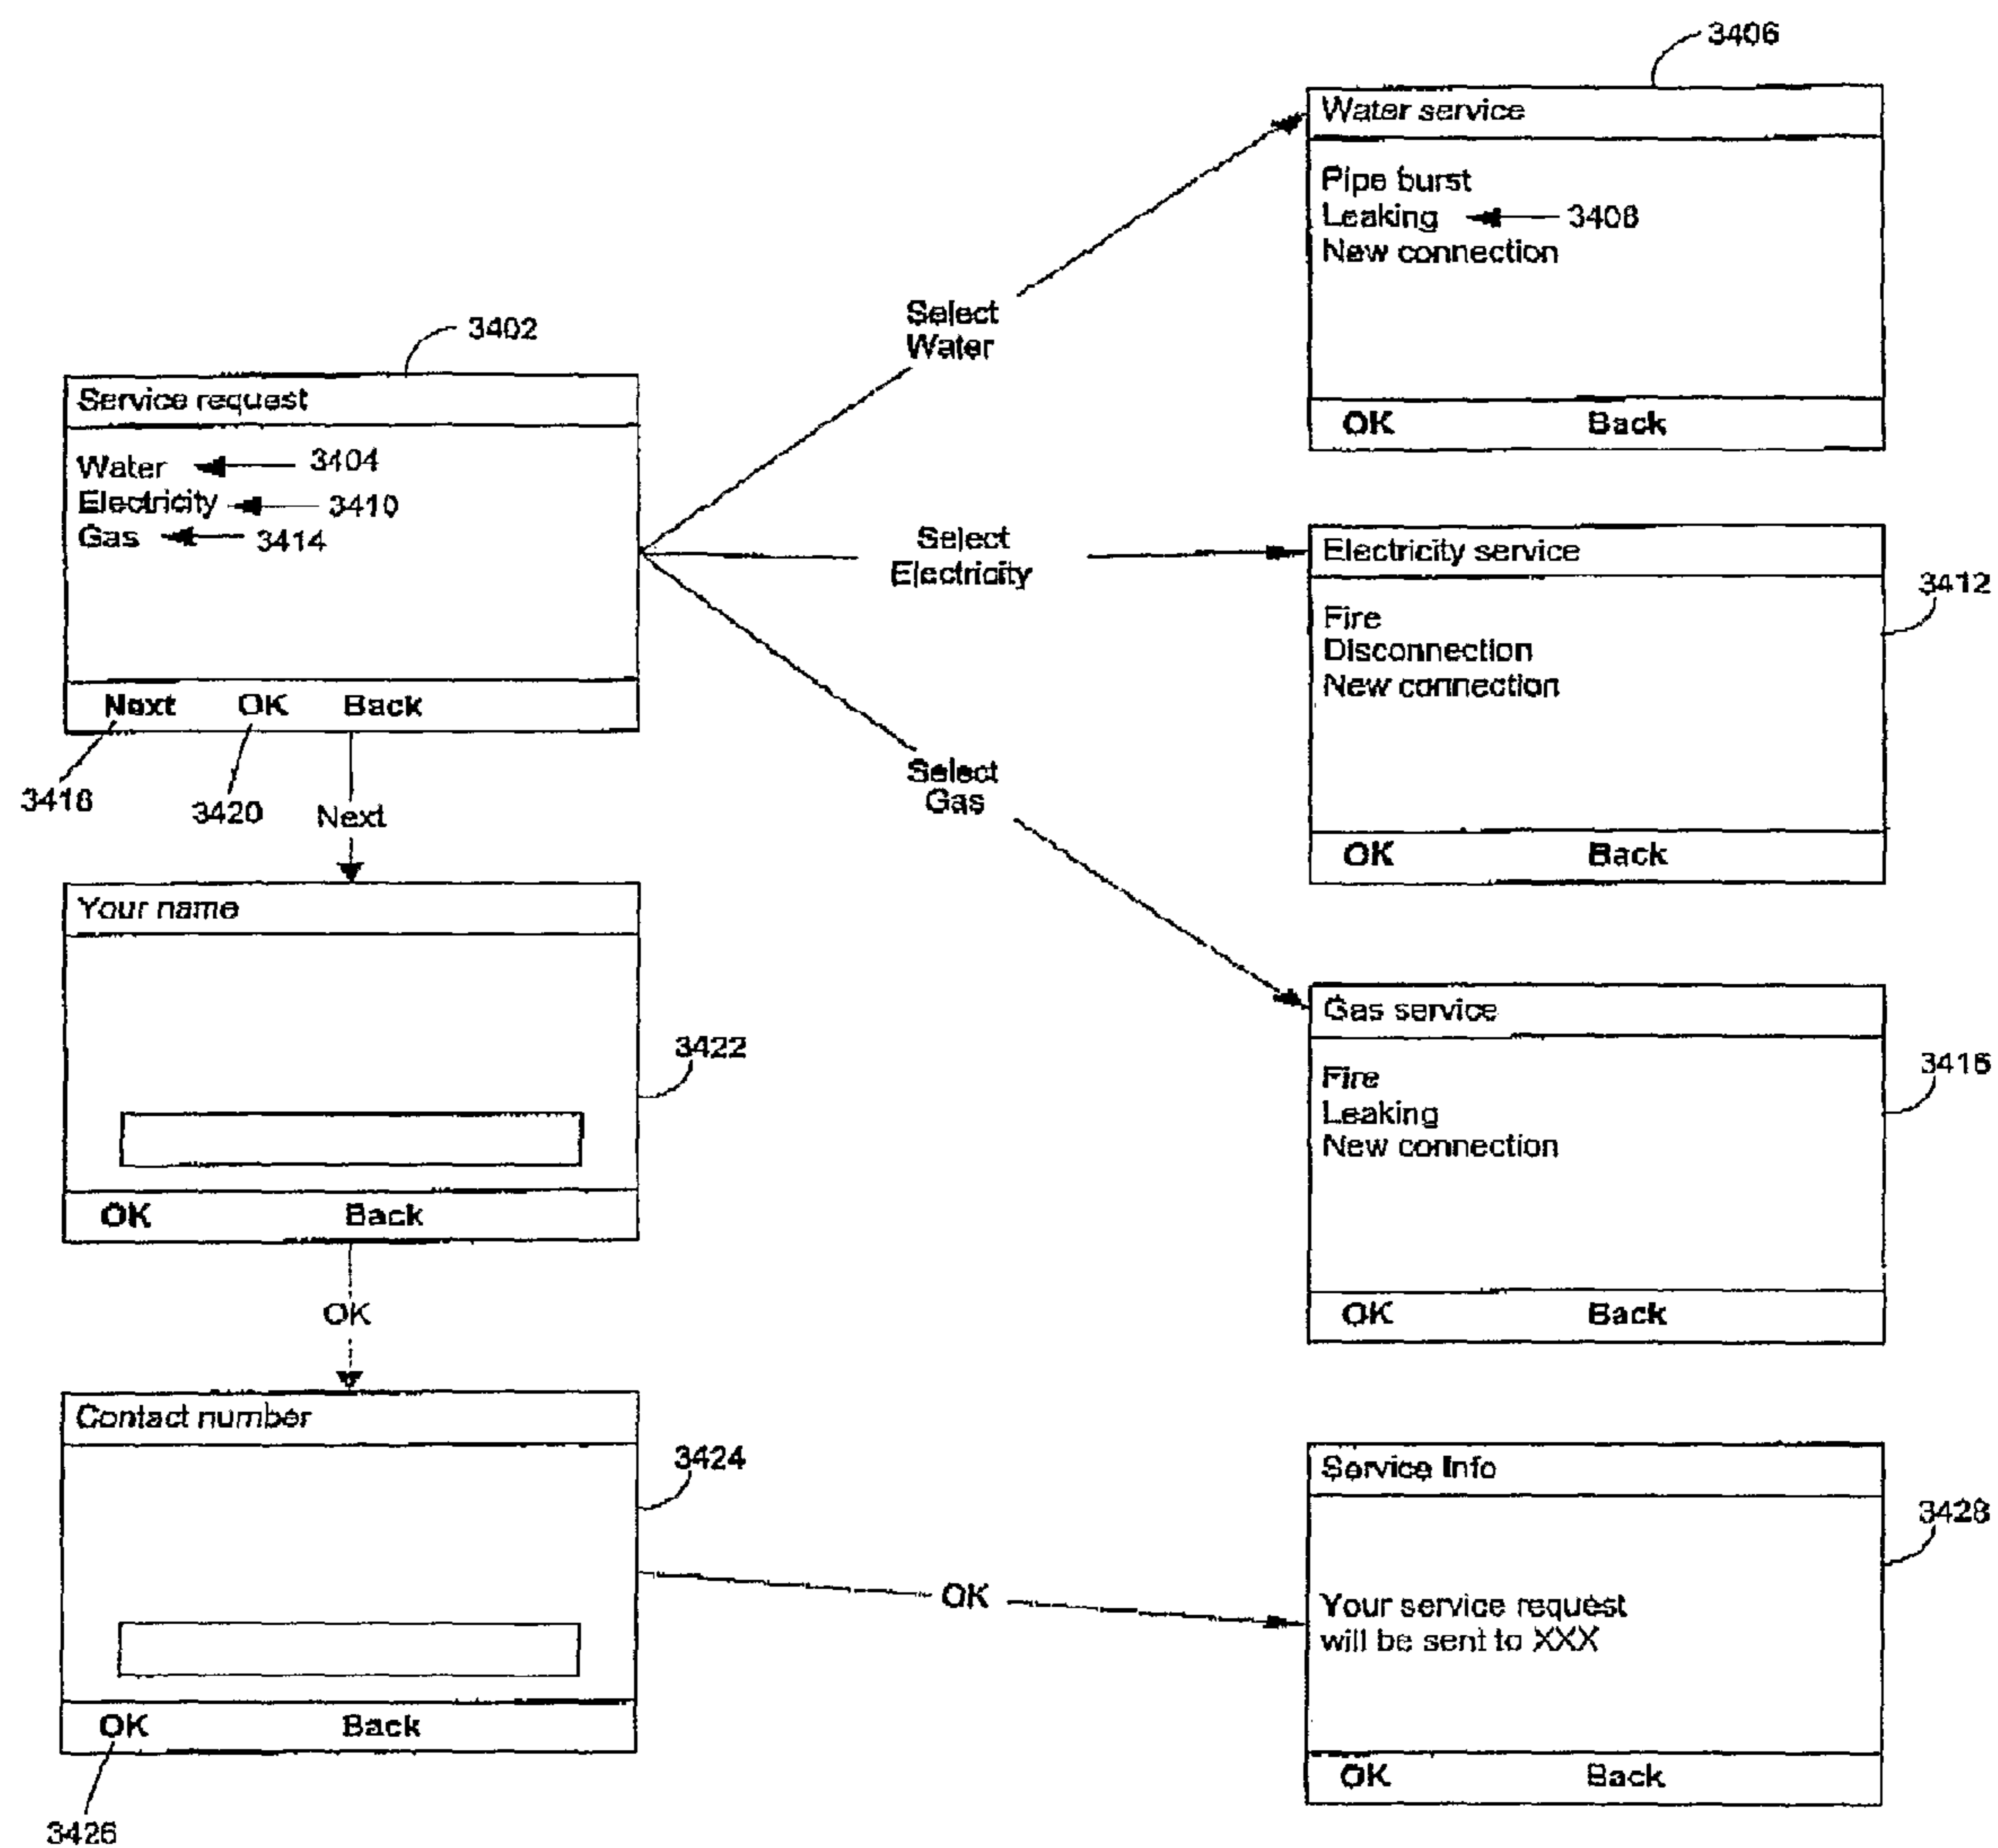 3406
Water service
Pipe burst
Leaking
3408
New connection
OK Back
Select
Water
3402
Service request
Water
3404
Electricity
3410
Gas
3414
Next OK Back
3418
3420
Next
Select
Electricity
Electricity service
3412
Fire
Disconnection
New connection
OK Back
Select
Gas
Your name
3422
OK Back
Gas service
3416
Fire
Leaking
New connection
OK Back
OK
Contact number
3424
OK Back
3426
OK
Service Info
3428
Your service request
will be sent to XXX
OK Back